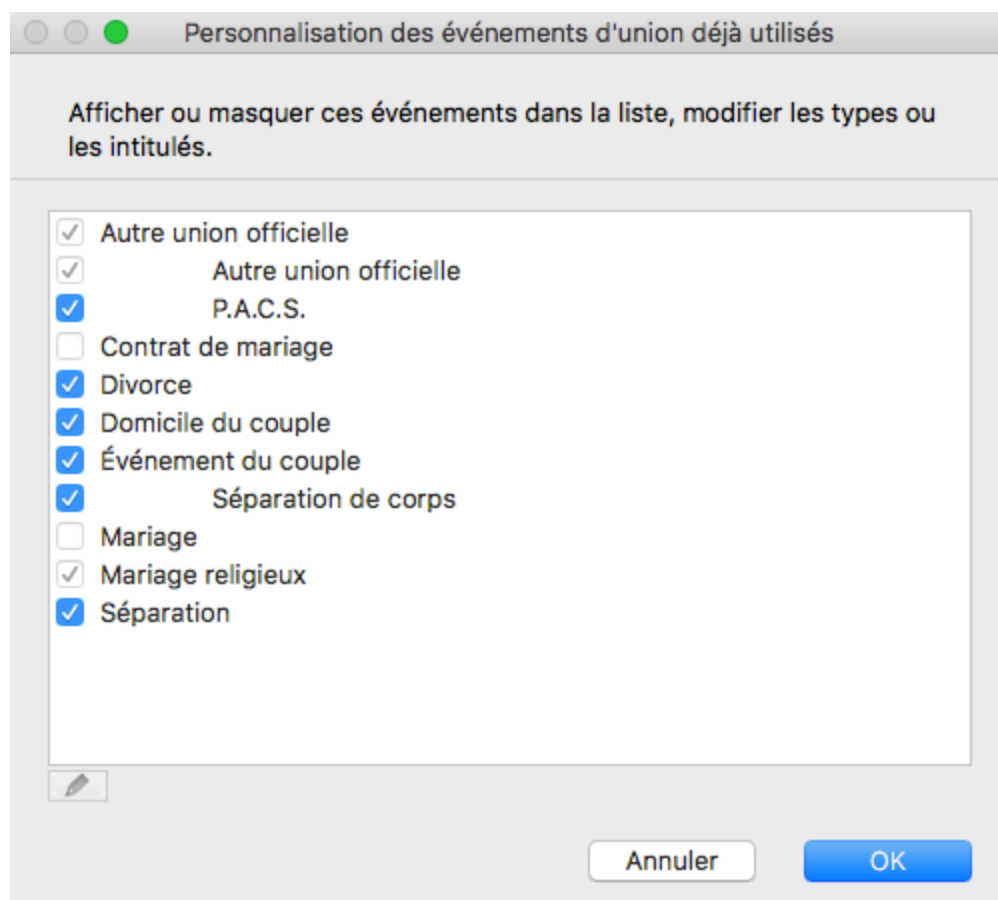 Personnalisation des événements d'union déjà utilisés
Afficher ou masquer ces événements dans la liste, modifier les types ou
les intitulés.
Autre union officielle
Autre union officielle
P.A.C.S.
Contrat de mariage
Divorce
Domicile du couple
Événement du couple
Séparation de corps
Mariage
Mariage religieux
Séparation
Annuler
OK